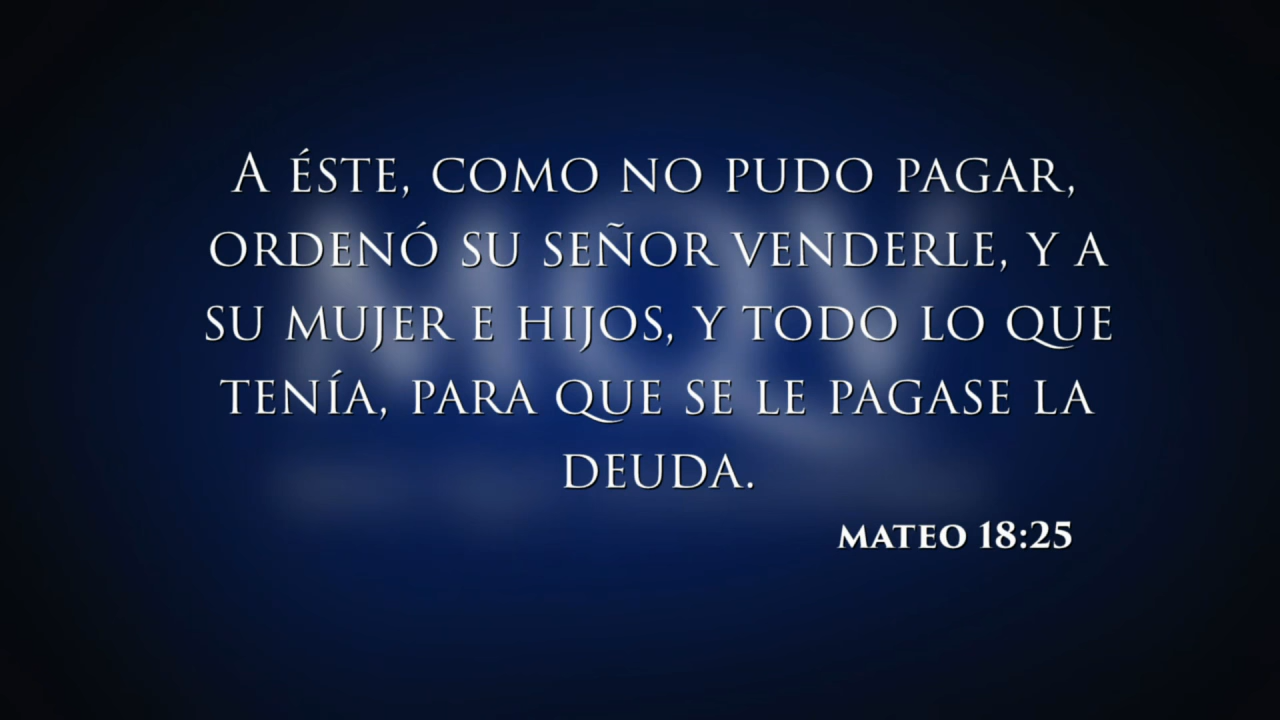 A éste, como no pudo pagar,
ordenó su señor venderle, y a
su mujer e hijos, y todo lo que
tenía, para que se le pagase la
deuda.
Mateo 18:25